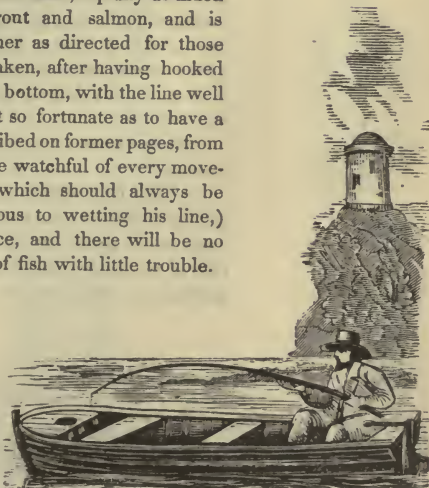 rout and salmon, and is
ner as directed for those
aken, after having hooked
bottom, with the line well
t so fortunate as to have a
ibed on former pages, from
e watchful of every move-
which should always be
ous to wetting his line,)
ce, and there will be no
of fish with little trouble.